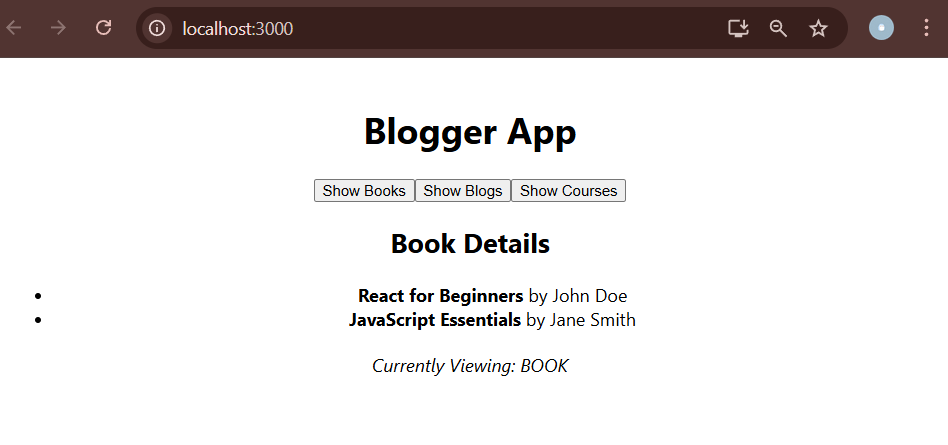 localhost:3000
Blogger App
Show Books Show Blogs Show Courses
Book Details
• React for Beginners by John Doe
• JavaScript Essentials by Jane Smith
Currently Viewing: BOOK